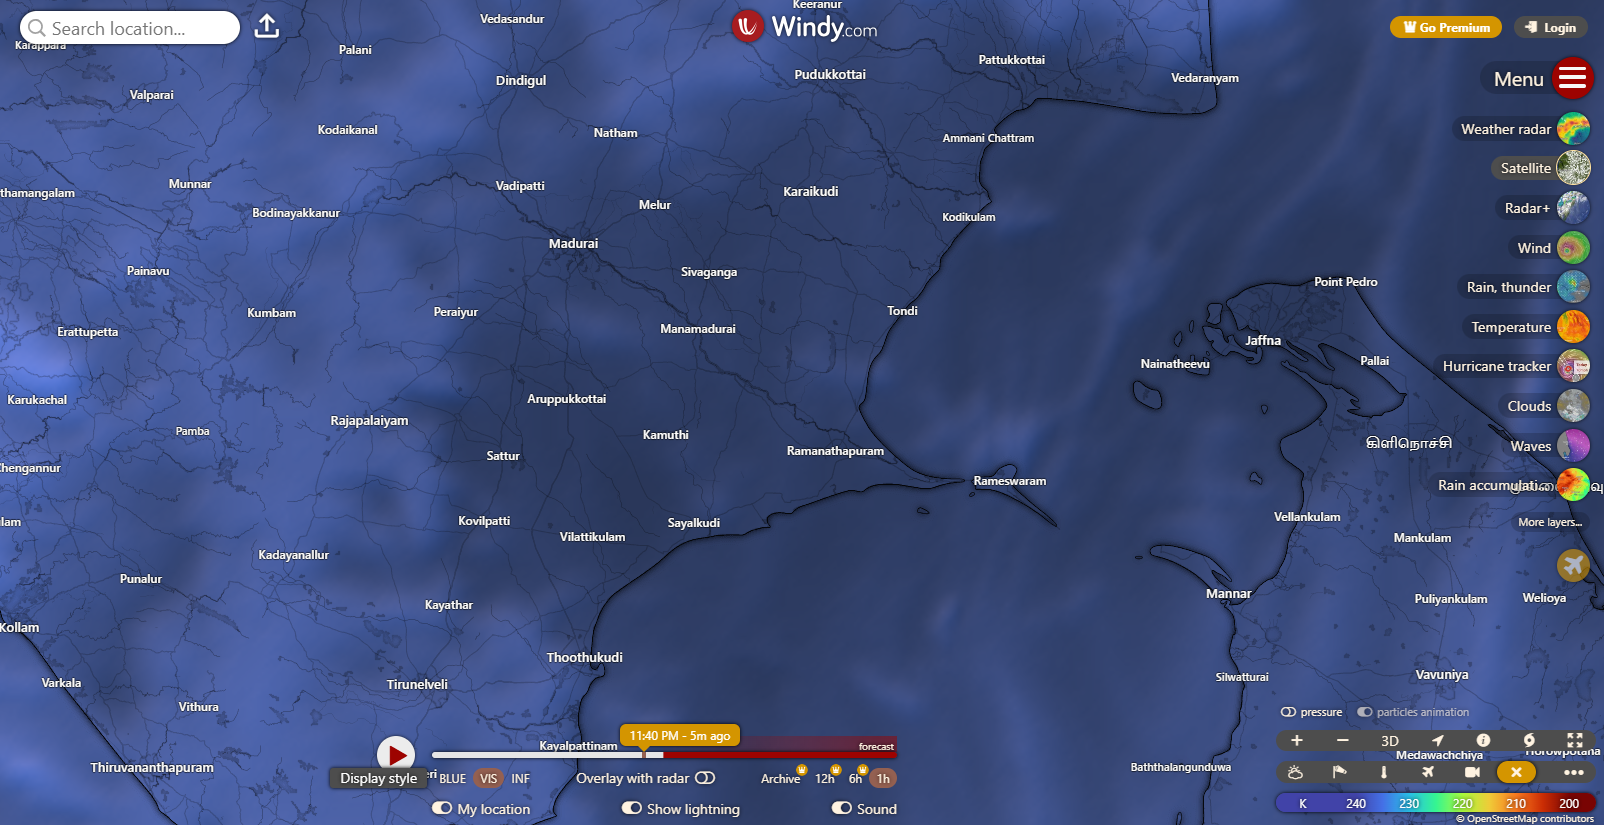 Search location...
Windy.com
Go Premium
Login
Menu
Weather radar
Satellite
Radar+
Wind
Rain, thunder
Temperature
Hurricane tracker
Clouds
Waves
Rain accumulati...
More layers...
Keeranur
Vedasandur
Karappara
Palani
Pattukkottai
Dindigul
Pudukkottai
Vedaranyam
Valparai
Kodaikanal
Natham
Ammani Chattram
Munnar
thamangalam
Vadipatti
Karaikudi
Melur
Bodinayakkanur
Kodikulam
Madurai
Painavu
Sivaganga
Point Pedro
Kumbam
Peraiyur
Tondi
Erattupetta
Manamadurai
Jaffna
Nainatheevu
Pallai
Karukachal
Aruppukkottai
Rajapalaiyam
Pamba
Kamuthi
கிளிநொச்சி
Sattur
Ramanathapuram
Chengannur
Rameswaram
Kovilpatti
Sayalkudi
Vellankulam
Vilattikulam
Mankulam
Kadayanallur
Punalur
Mannar
Puliyankulam
Welioya
Kayathar
Kollam
Thoothukudi
Varkala
Tirunelveli
Silwatturai
Vavuniya
Vithura
pressure
particles animation
11:40 PM - 5m ago
Kayalpattinam
forecast
3D
Medawachchiya
Horowpotana
Thiruvananthapuram
Baththalangunduwa
Display style
BLUE
VIS
INF
Overlay with radar
Archive
12h
6h
1h
My location
Show lightning
Sound
K 240 230 220 210 200
© OpenStreetMap contributors